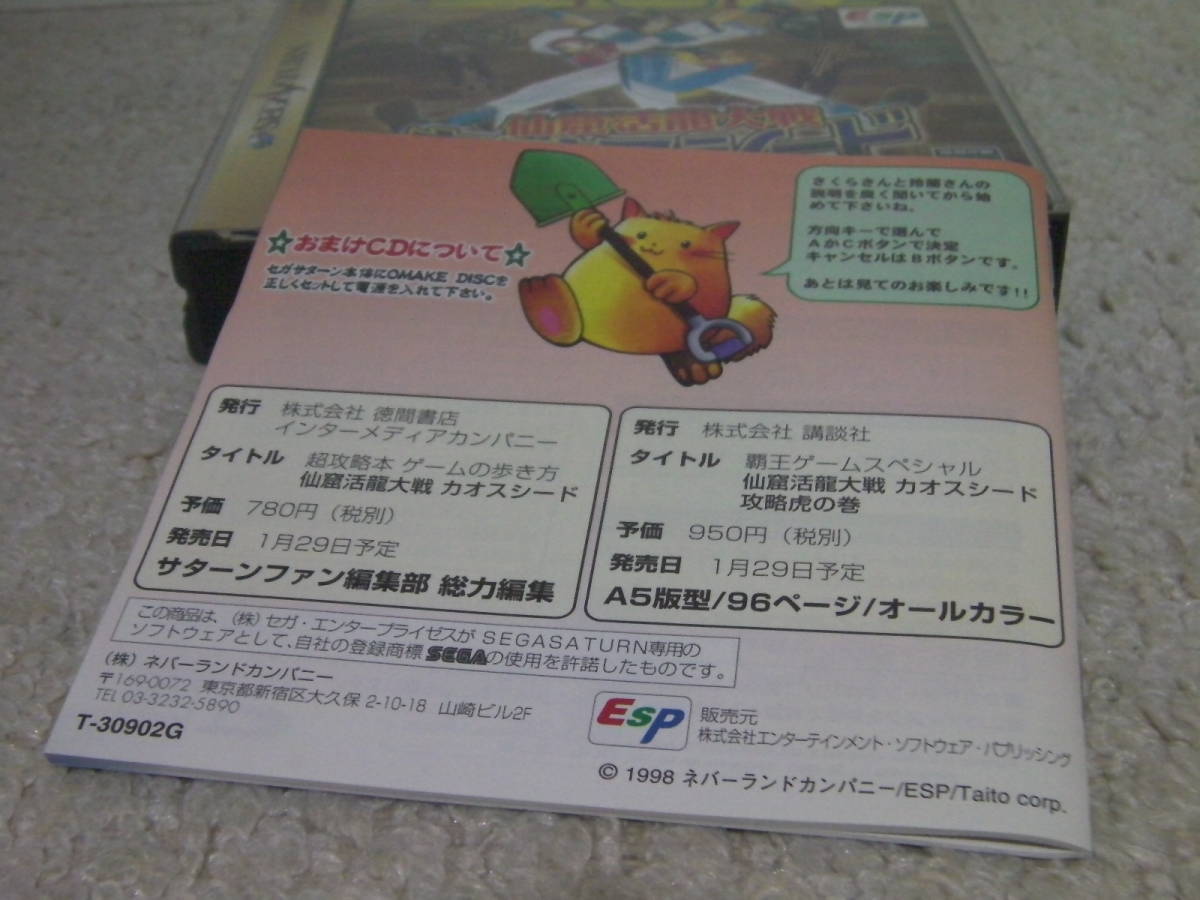 SEGA SATURN
ESP
仙窟活龍大戦
☆おまけCDについて☆
セガサターン本体にOMAKE DISCを
正しくセットして電源を入れて下さい。
さくらさんと鈴蘭さんの
説明を良く聞いてから始
めて下さいね。
方向キーで選んで
AかCボタンで決定
キャンセルはBボタンです。
あとは見てのお楽しみです!!
発行 株式会社 徳間書店
インターメディアカンパニー
タイトル 超攻略本 ゲームの歩き方
仙窟活龍大戦 カオスシード
予価 780円（税別）
発売日 1月29日予定
サターンファン編集部 総力編集
発行 株式会社 講談社
タイトル 覇王ゲームスペシャル
仙窟活龍大戦 カオスシード
攻略虎の巻
予価 950円（税別）
発売日 1月29日予定
A5版型/96ページ/オールカラー
この商品は、（株）セガ・エンタープライゼスが SEGASATURN専用の
ソフトウェアとして、自社の登録商標SEGAの使用を許諾したものです。
（株）ネバーランドカンパニー
〒169-0072 東京都新宿区大久保 2-10-18 山崎ビル2F
TEL 03-3232-5890
T-30902G
ESP 販売元
株式会社エンターテインメント・ソフトウェア・パブリッシング
© 1998 ネバーランドカンパニー/ESP/Taito corp.